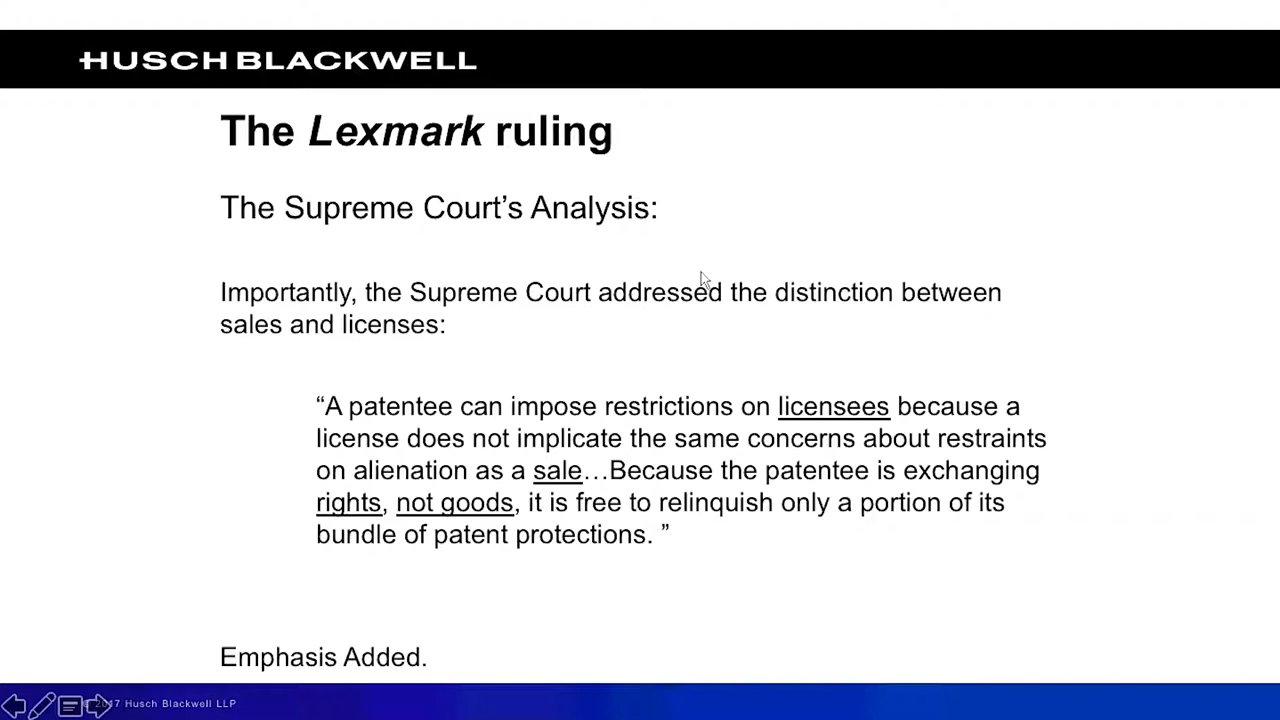 HUSCH BLACKWELL
The Lexmark ruling
The Supreme Court’s Analysis:
Importantly, the Supreme Court addressed the distinction between
sales and licenses:
“A patentee can impose restrictions on licensees because a
license does not implicate the same concerns about restraints
on alienation as a sale…Because the patentee is exchanging
rights, not goods, it is free to relinquish only a portion of its
bundle of patent protections. ”
Emphasis Added.
© 2017 Husch Blackwell LLP